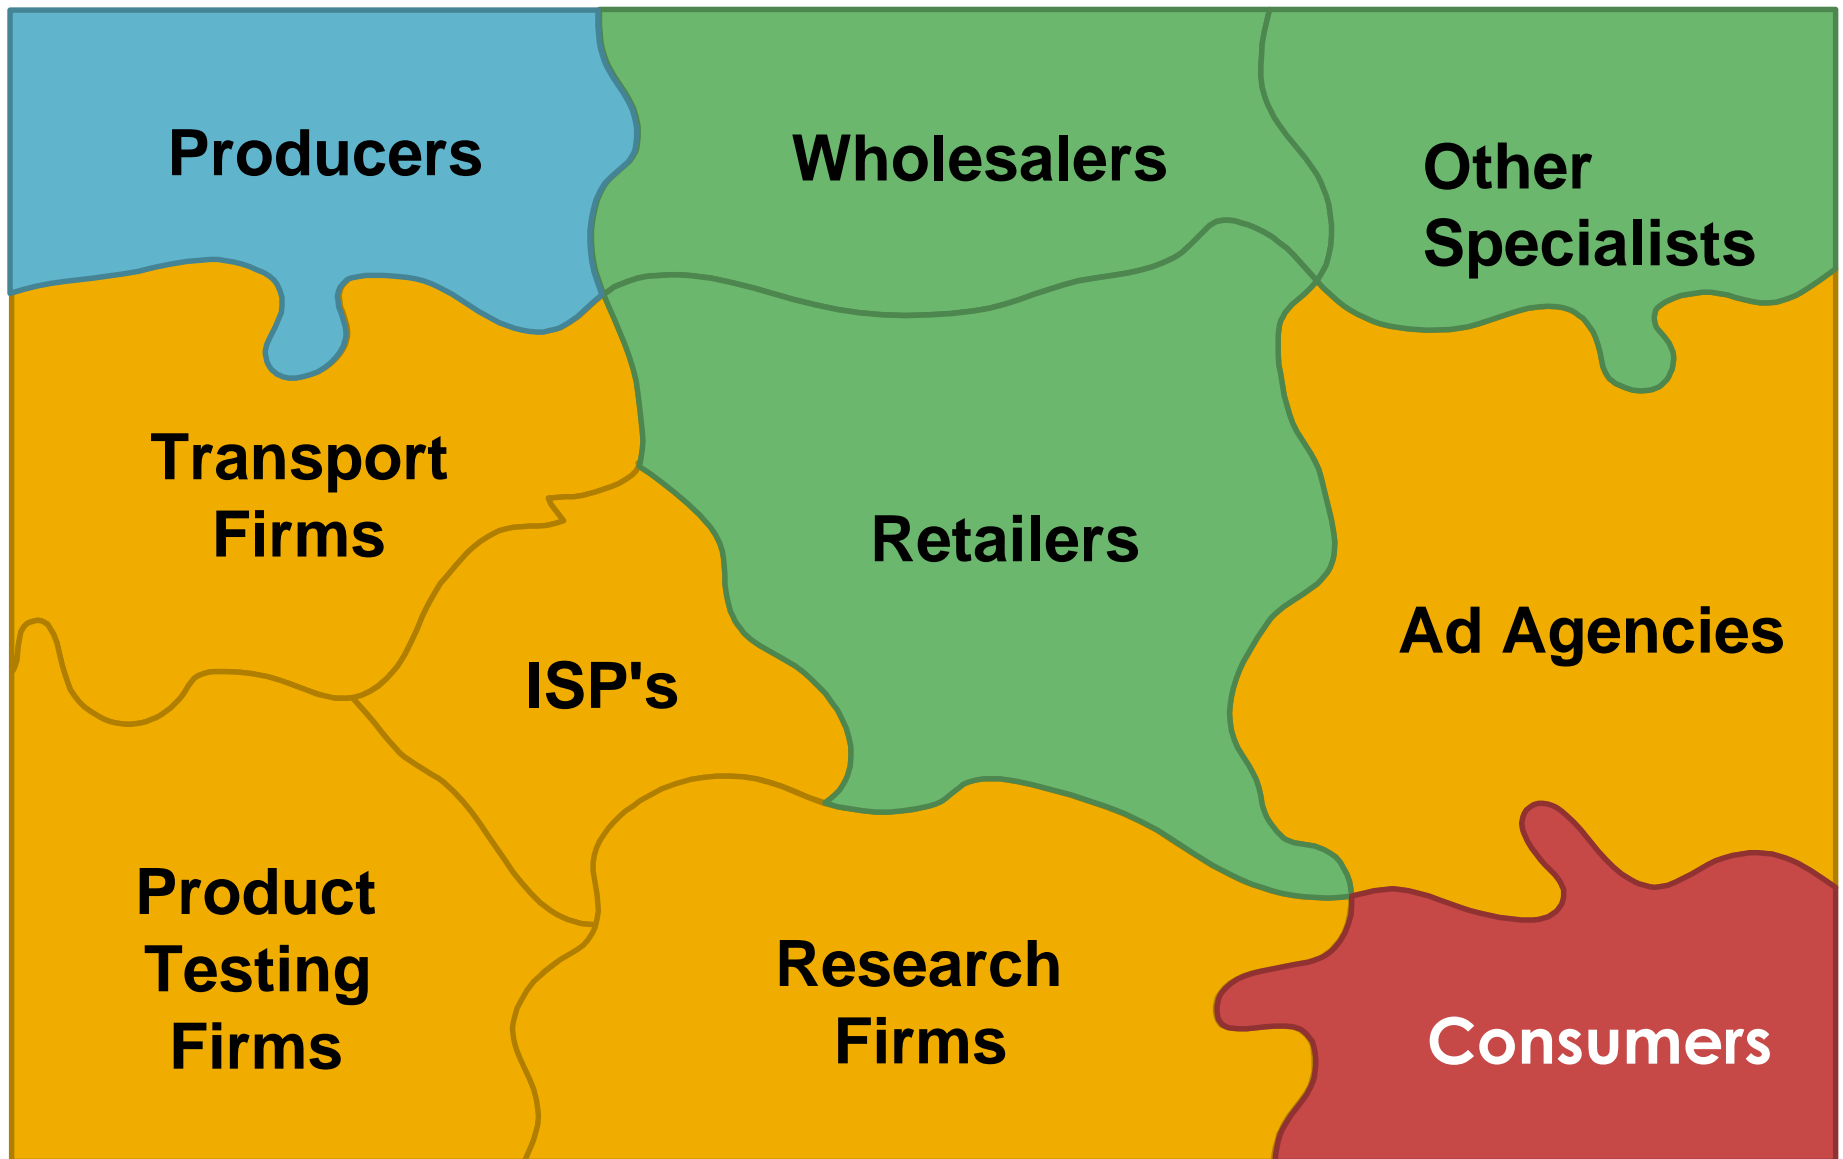 Producers
Wholesalers
Other
Specialists
Transport
Firms
Retailers
Ad Agencies
ISP's
Product
Testing
Firms
Research
Firms
Consumers